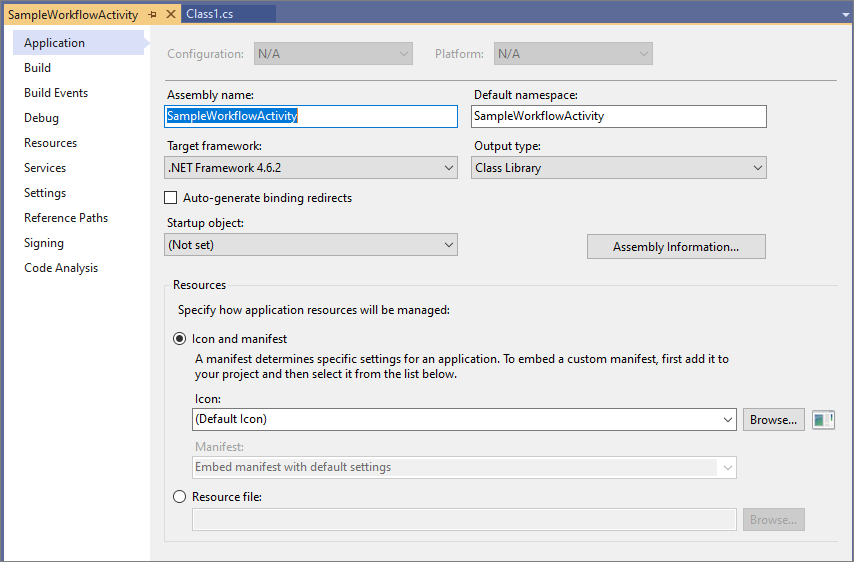 SampleWorkflowActivity
Class1.cs
Application
Build
Build Events
Debug
Resources
Services
Settings
Reference Paths
Signing
Code Analysis
Configuration: N/A Platform: N/A
Assembly name: Default namespace:
SampleWorkflowActivity SampleWorkflowActivity
Target framework: Output type:
.NET Framework 4.6.2 Class Library
Auto-generate binding redirects
Startup object:
(Not set) Assembly Information...
Resources
Specify how application resources will be managed:
Icon and manifest
A manifest determines specific settings for an application. To embed a custom manifest, first add it to
your project and then select it from the list below.
Icon:
(Default Icon) Browse...
Manifest:
Embed manifest with default settings
Resource file:
Browse...